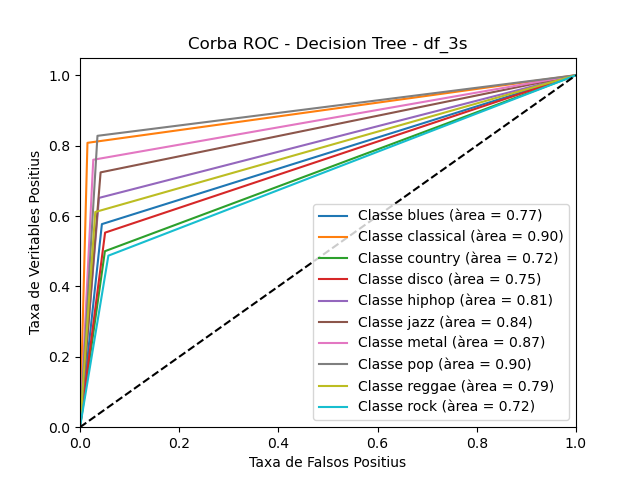 Corba ROC - Decision Tree - df_3s
Taxa de Veritables Positius
1.0
0.8
0.6
0.4
0.2
0.0
0.0 0.2 0.4 0.6 0.8 1.0
Taxa de Falsos Positius
Classe blues (àrea = 0.77)
Classe classical (àrea = 0.90)
Classe country (àrea = 0.72)
Classe disco (àrea = 0.75)
Classe hiphop (àrea = 0.81)
Classe jazz (àrea = 0.84)
Classe metal (àrea = 0.87)
Classe pop (àrea = 0.90)
Classe reggae (àrea = 0.79)
Classe rock (àrea = 0.72)